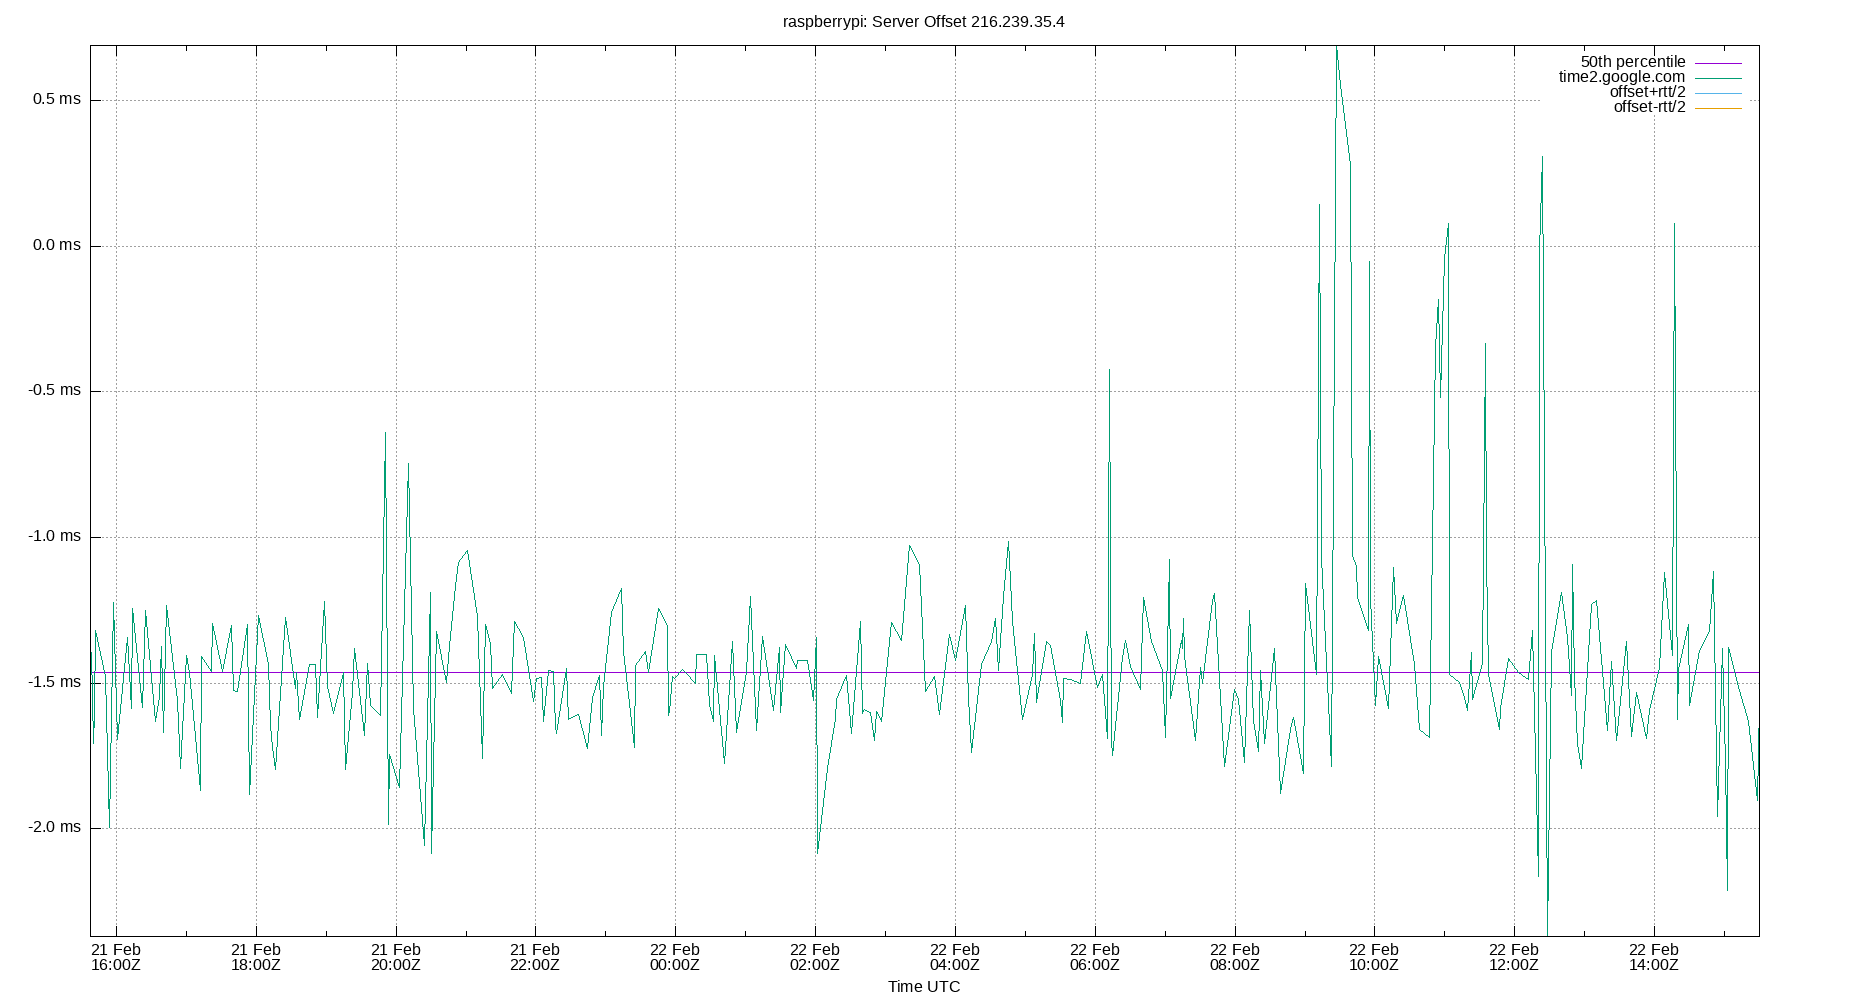 raspberrypi: Server Offset 216.239.35.4
50th percentile
time2.google.com
offset+rtt/2
offset-rtt/2
0.5 ms
0.0 ms
-0.5 ms
-1.0 ms
-1.5 ms
-2.0 ms
21 Feb 21 Feb 21 Feb 21 Feb 22 Feb 22 Feb 22 Feb 22 Feb 22 Feb 22 Feb 22 Feb 22 Feb
16:00Z 18:00Z 20:00Z 22:00Z 00:00Z 02:00Z 04:00Z 06:00Z 08:00Z 10:00Z 12:00Z 14:00Z
Time UTC